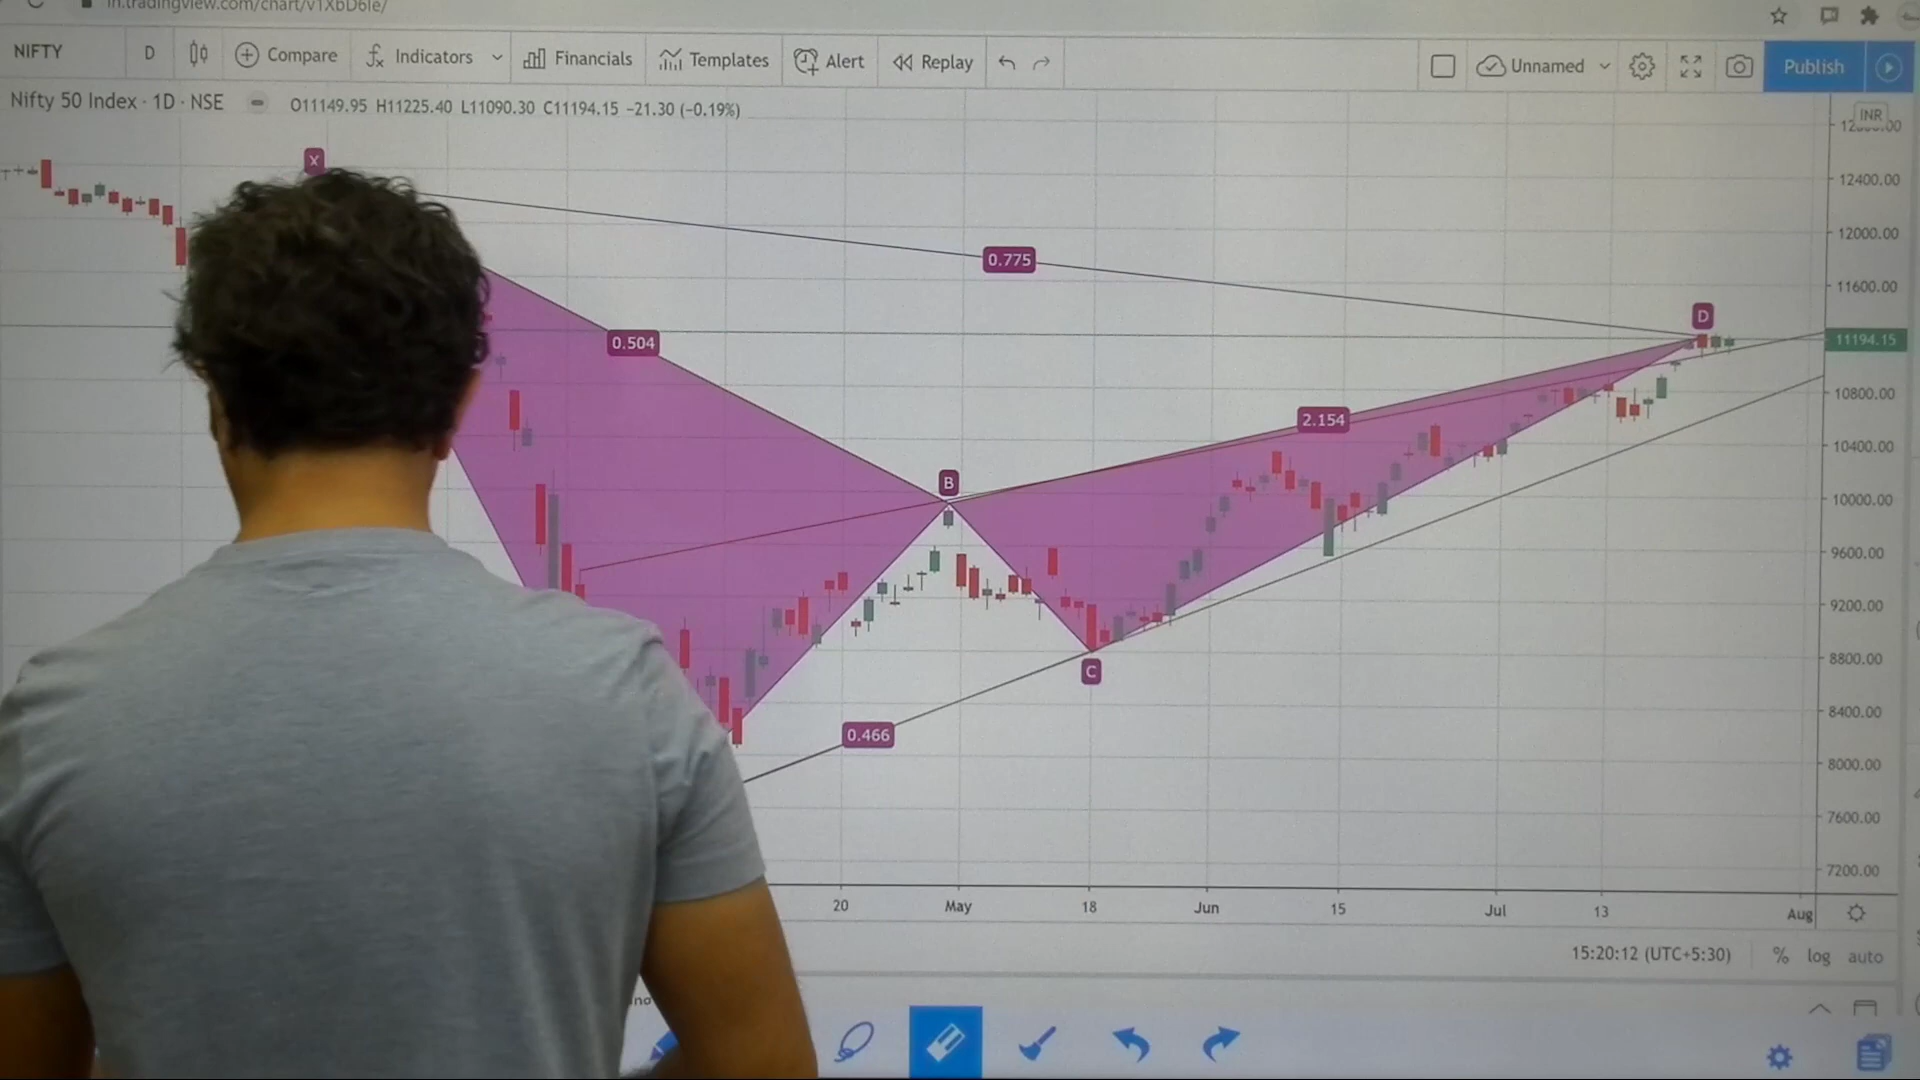 in.tradingview.com/chart/v1XbD6le/
NIFTY D Compare Indicators Financials Templates Alert Replay Unnamed Publish
Nifty 50 Index · 1D · NSE O11149.95 H11225.40 L11090.30 C11194.15 −21.30 (−0.19%)
INR
12400.00
12000.00
11600.00
11194.15
10800.00
10400.00
10000.00
9600.00
9200.00
8800.00
8400.00
8000.00
7600.00
7200.00
X
0.775
D
0.504
2.154
B
C
0.466
20 May 18 Jun 15 Jul 13 Aug
15:20:12 (UTC+5:30) % log auto